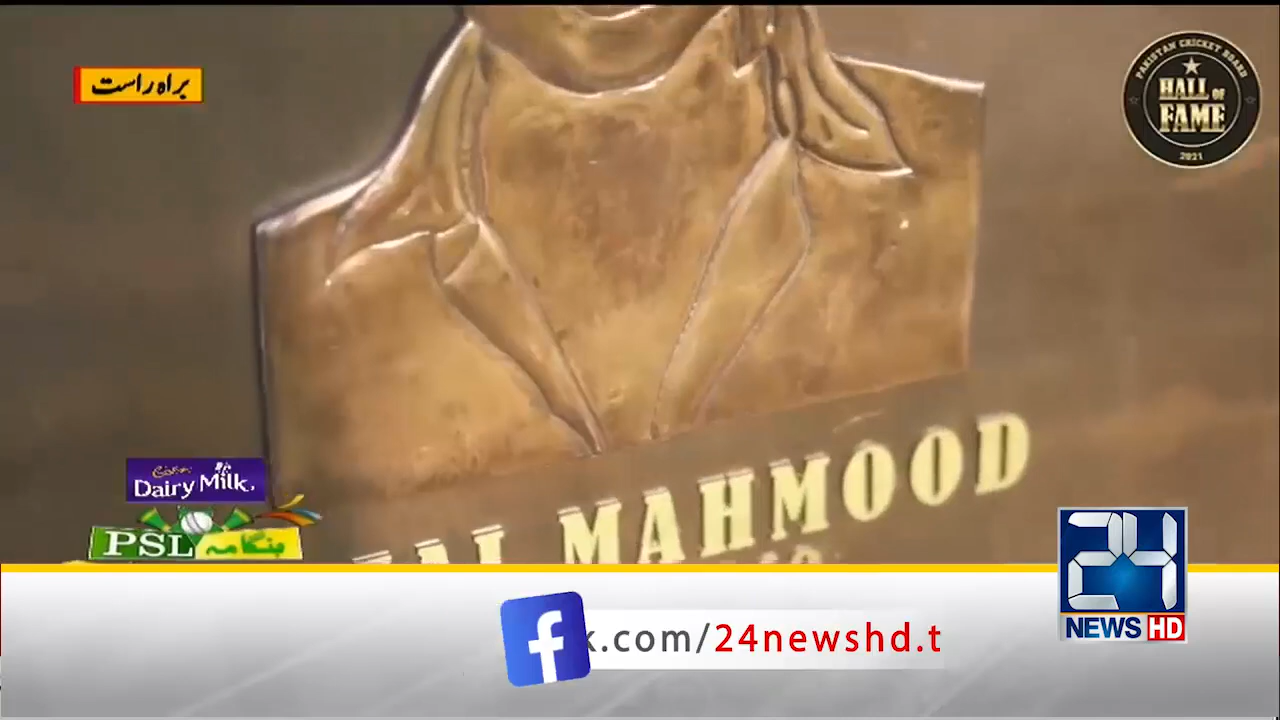 براہ راست
PAKISTAN CRICKET BOARD
HALL OF FAME
2021
MAHMOOD
Cadbury
Dairy Milk
PSL ہنگامہ
k.com/24newshd.t
24
NEWS HD